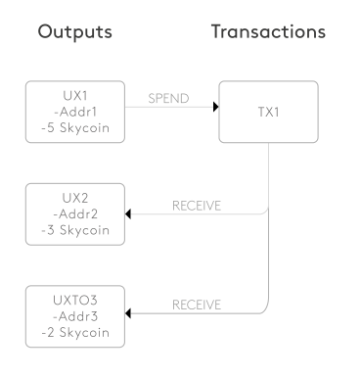 Outputs
Transactions
UX1
-Addr1
-5 Skycoin
SPEND
TX1
UX2
-Addr2
-3 Skycoin
RECEIVE
UXTO3
-Addr3
-2 Skycoin
RECEIVE